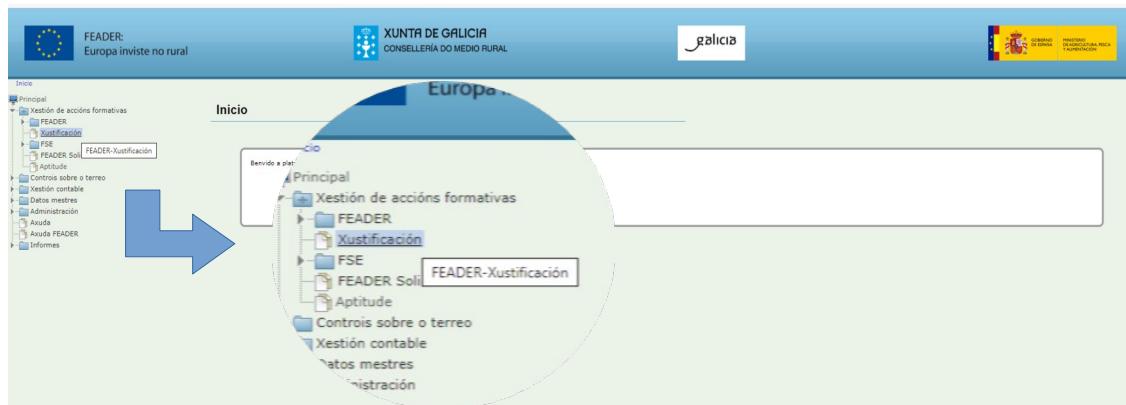 FEADER:
Europa inviste no rural
XUNTA DE GALICIA
CONSELLERÍA DO MEDIO RURAL
galicia
GOBIERNO DE ESPAÑA
MINISTERIO DE AGRICULTURA, PESCA Y ALIMENTACIÓN
Inicio
Principal
Xestión de accións formativas
FEADER
Xustificación
FSE
FEADER Soli
FEADER-Xustificación
Aptitude
Controis sobre o terreo
Xestión contable
Datos mestres
Administración
Axuda
Axuda FEADER
Informes
Inicio
Benvido a plat
Europa
cio
Principal
Xestión de accións formativas
FEADER
Xustificación
FSE
FEADER-Xustificación
FEADER Soli
Aptitude
Controis sobre o terreo
Xestión contable
Datos mestres
nistración